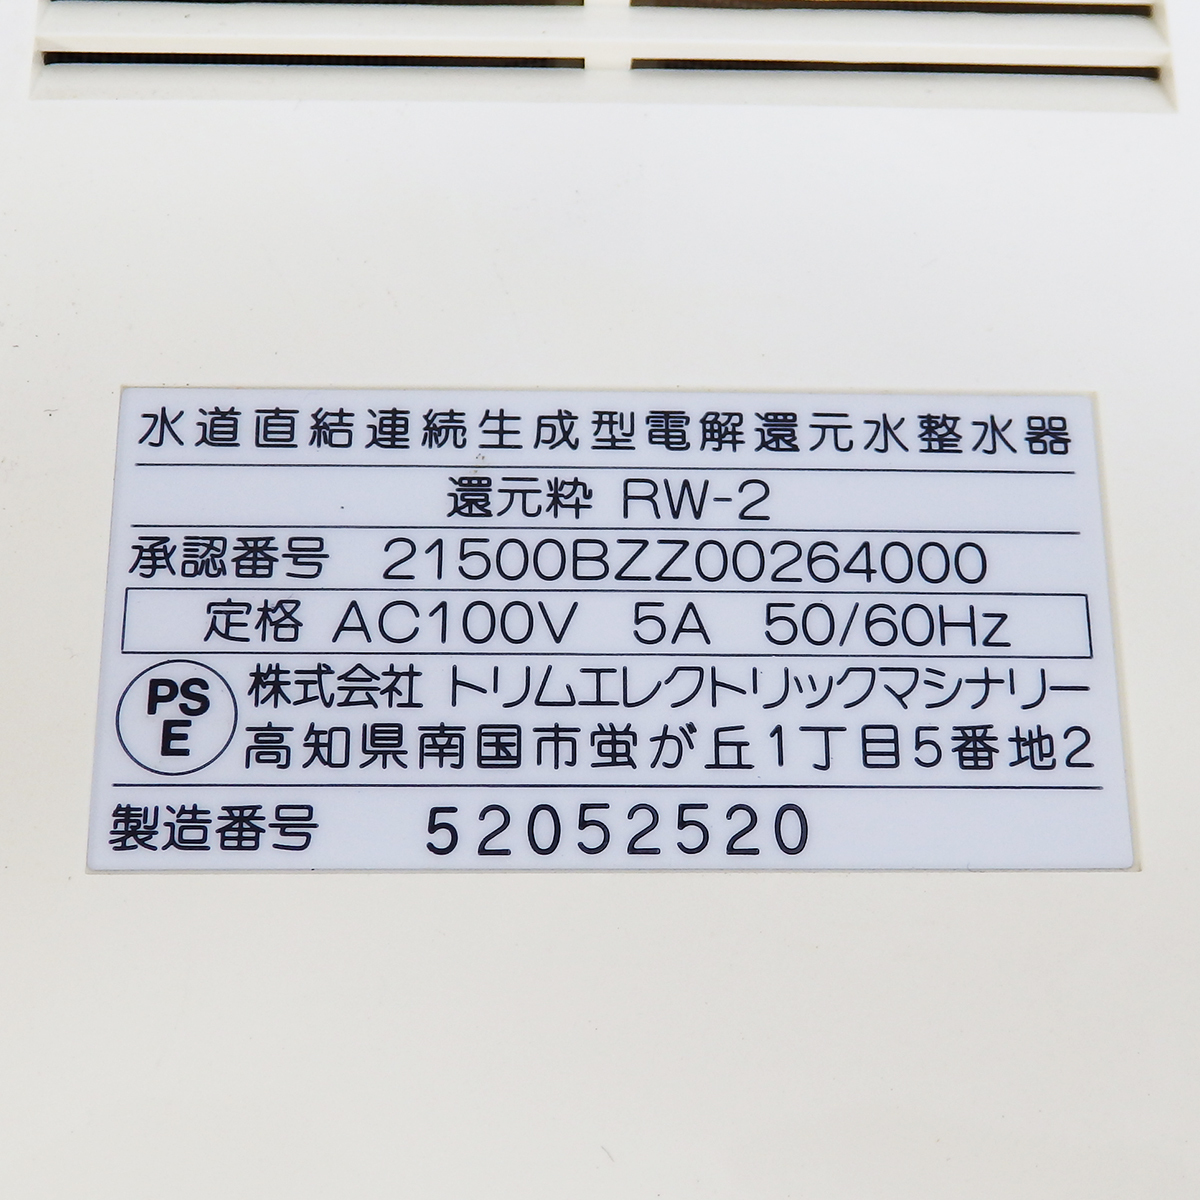 水道直結連続生成型電解還元水整水器
還元粋 RW-2
承認番号 21500BZZ00264000
定格 AC100V 5A 50/60Hz
PS
E
株式会社 トリムエレクトリックマシナリー
高知県南国市蛍が丘1丁目5番地2
製造番号 52052520